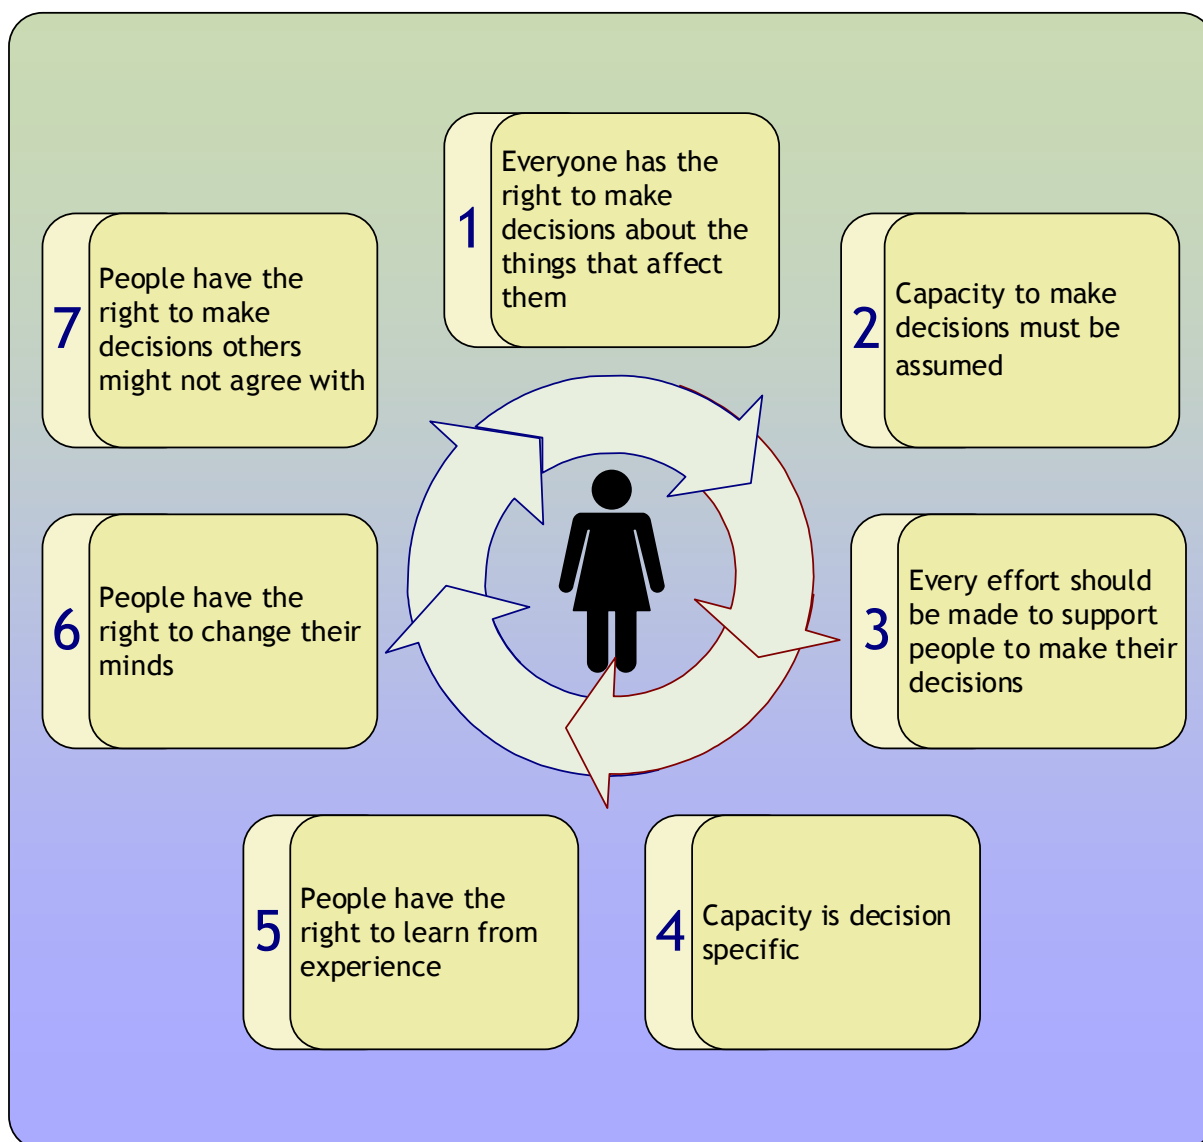 1
Everyone has the
right to make
decisions about the
things that affect
them
2
Capacity to make
decisions must be
assumed
3
Every effort should
be made to support
people to make their
decisions
4
Capacity is decision
specific
5
People have the
right to learn from
experience
6
People have the
right to change their
minds
7
People have the
right to make
decisions others
might not agree with